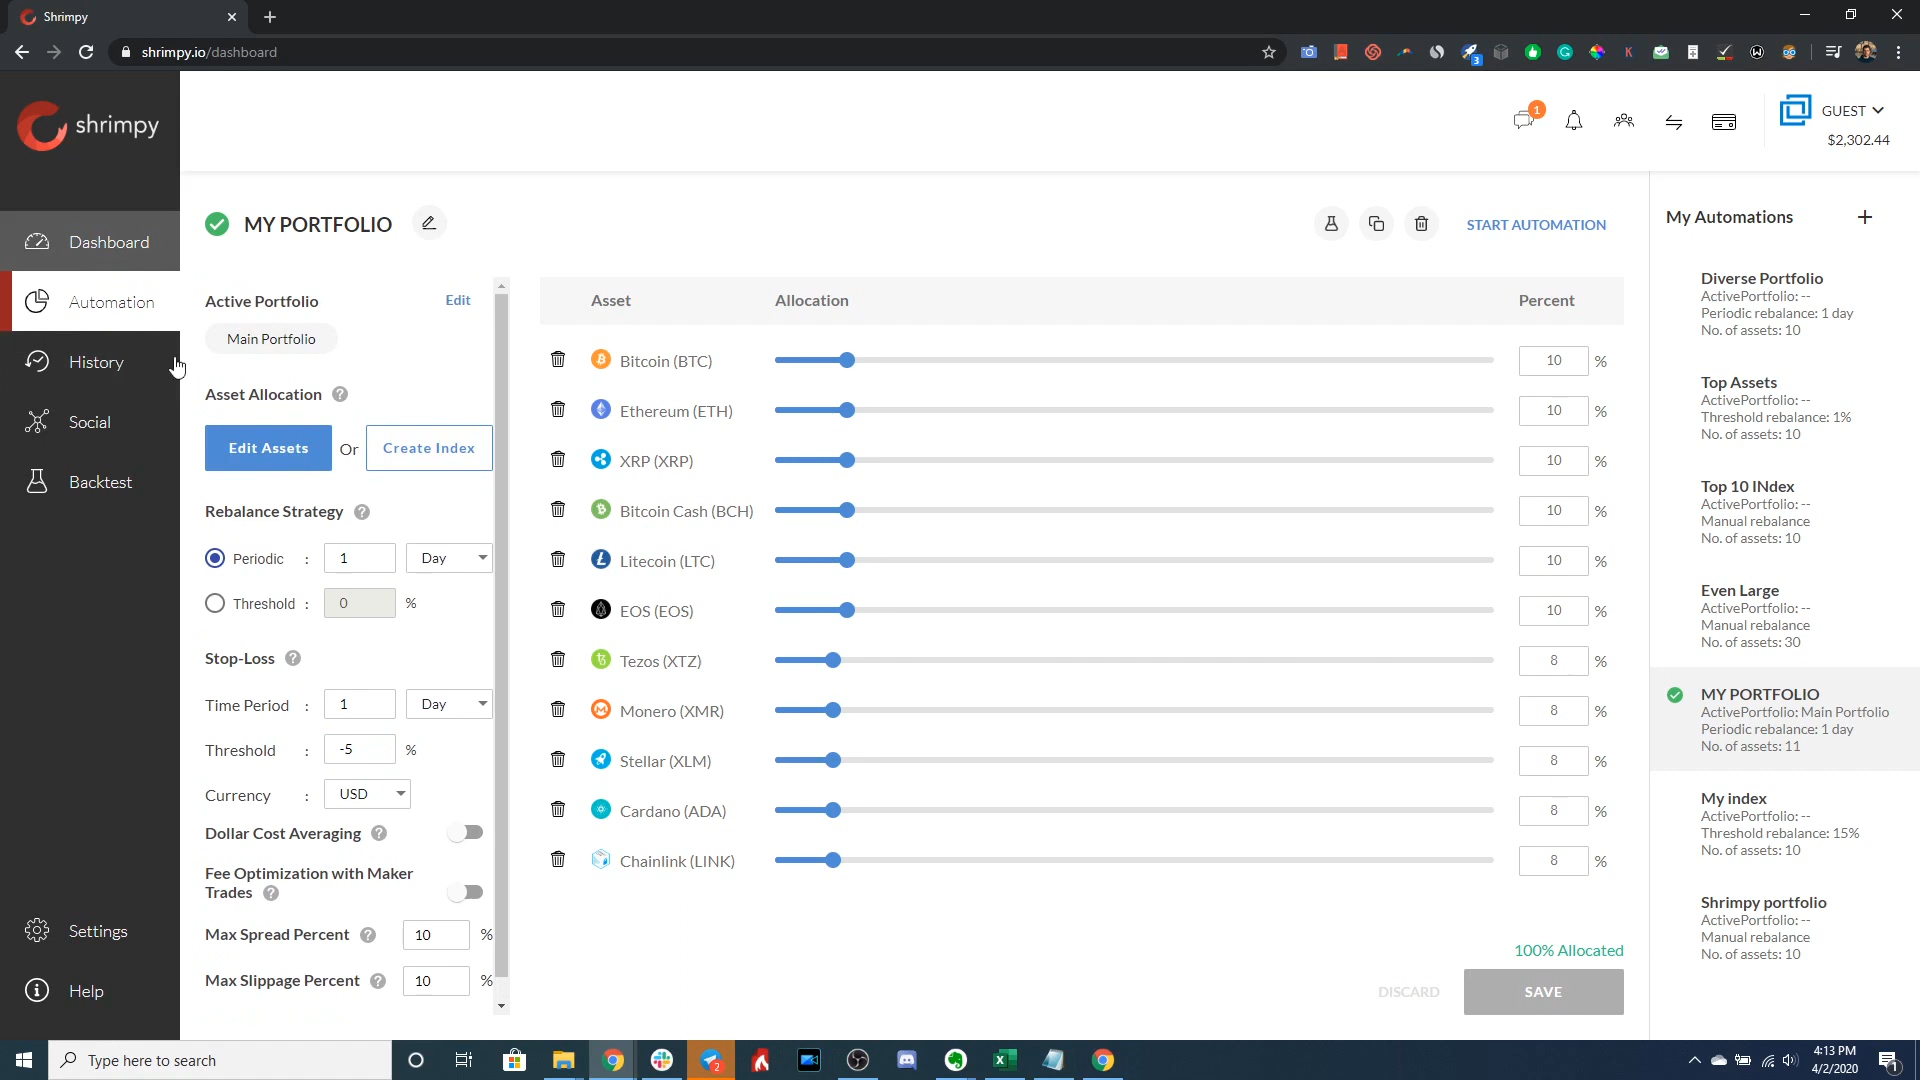 Shrimpy
shrimpy.io/dashboard
3
shrimpy
1
GUEST
$2,302.44
Dashboard
Automation
History
Social
Backtest
Settings
Help
MY PORTFOLIO
START AUTOMATION
Active Portfolio
Edit
Main Portfolio
Asset Allocation
Edit Assets
Or
Create Index
Rebalance Strategy
Periodic : 1 Day
Threshold : 0 %
Stop-Loss
Time Period : 1 Day
Threshold : -5 %
Currency : USD
Dollar Cost Averaging
Fee Optimization with Maker
Trades
Max Spread Percent 10 %
Max Slippage Percent 10 %
Asset Allocation Percent
Bitcoin (BTC) 10 %
Ethereum (ETH) 10 %
XRP (XRP) 10 %
Bitcoin Cash (BCH) 10 %
Litecoin (LTC) 10 %
EOS (EOS) 10 %
Tezos (XTZ) 8 %
Monero (XMR) 8 %
Stellar (XLM) 8 %
Cardano (ADA) 8 %
Chainlink (LINK) 8 %
100% Allocated
DISCARD
SAVE
My Automations
Diverse Portfolio
ActivePortfolio: --
Periodic rebalance: 1 day
No. of assets: 10
Top Assets
ActivePortfolio: --
Threshold rebalance: 1%
No. of assets: 10
Top 10 INdex
ActivePortfolio: --
Manual rebalance
No. of assets: 10
Even Large
ActivePortfolio: --
Manual rebalance
No. of assets: 30
MY PORTFOLIO
ActivePortfolio: Main Portfolio
Periodic rebalance: 1 day
No. of assets: 11
My index
ActivePortfolio: --
Threshold rebalance: 15%
No. of assets: 10
Shrimpy portfolio
ActivePortfolio: --
Manual rebalance
No. of assets: 10
Type here to search
2
4:13 PM
4/2/2020
1